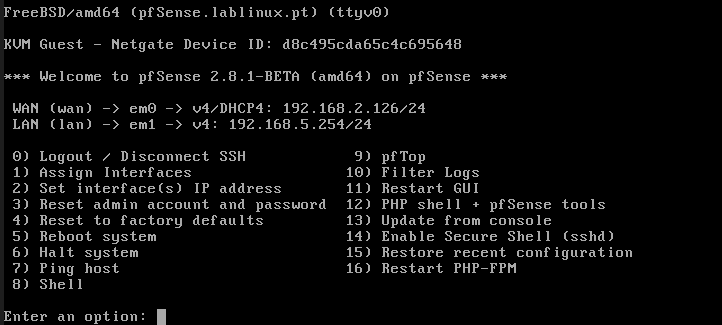 FreeBSD/amd64 (pfSense.lablinux.pt) (ttyv0)
KVM Guest - Netgate Device ID: d8c495cda65c4c695648
*** Welcome to pfSense 2.8.1-BETA (amd64) on pfSense ***
WAN (wan) -> em0 -> v4/DHCP4: 192.168.2.126/24
LAN (lan) -> em1 -> v4: 192.168.5.254/24
0) Logout / Disconnect SSH 9) pfTop
1) Assign Interfaces 10) Filter Logs
2) Set interface(s) IP address 11) Restart GUI
3) Reset admin account and password 12) PHP shell + pfSense tools
4) Reset to factory defaults 13) Update from console
5) Reboot system 14) Enable Secure Shell (sshd)
6) Halt system 15) Restore recent configuration
7) Ping host 16) Restart PHP-FPM
8) Shell
Enter an option: